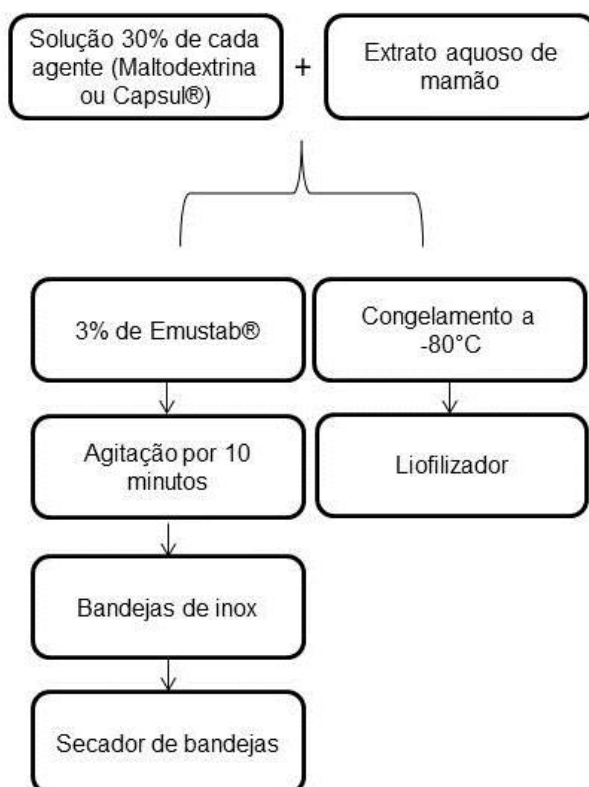 Solução 30% de cada
agente (Maltodextrina
ou Capsul®)
+
Extrato aquoso de
mamão
3% de Emustab®
Agitação por 10
minutos
Bandejas de inox
Secador de bandejas
Congelamento a
-80°C
Liofilizador